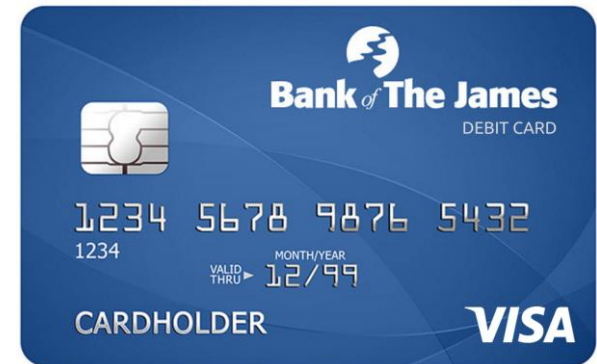 Bank of The James
DEBIT CARD
1234 5678 9876 5432
1234
MONTH/YEAR
VALID THRU 12/99
CARDHOLDER
VISA